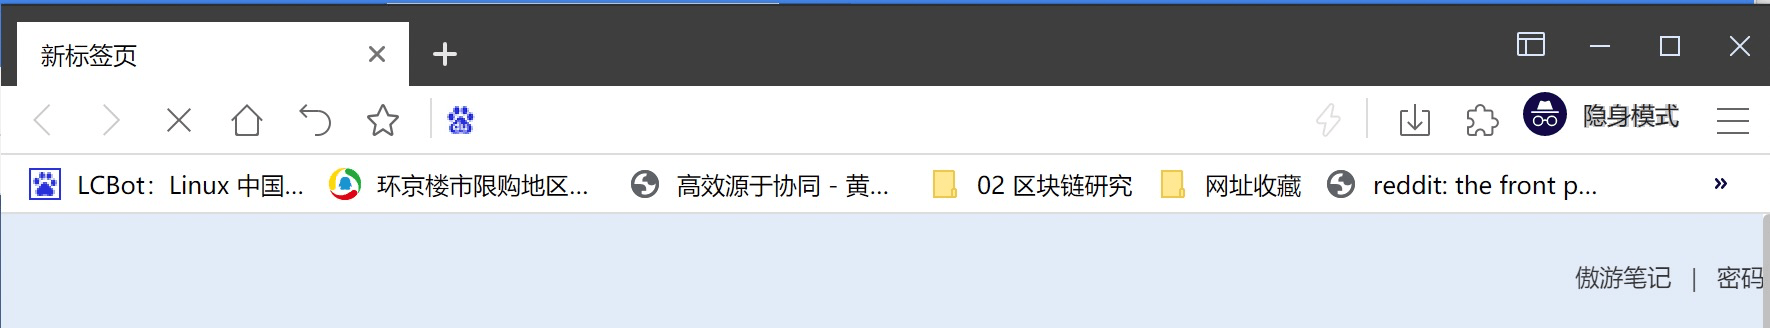 新标签页
隐身模式
LCBot：Linux 中国... 环京楼市限购地区... 高效源于协同 - 黄... 02 区块链研究 网址收藏 reddit: the front p... »
傲游笔记 | 密码